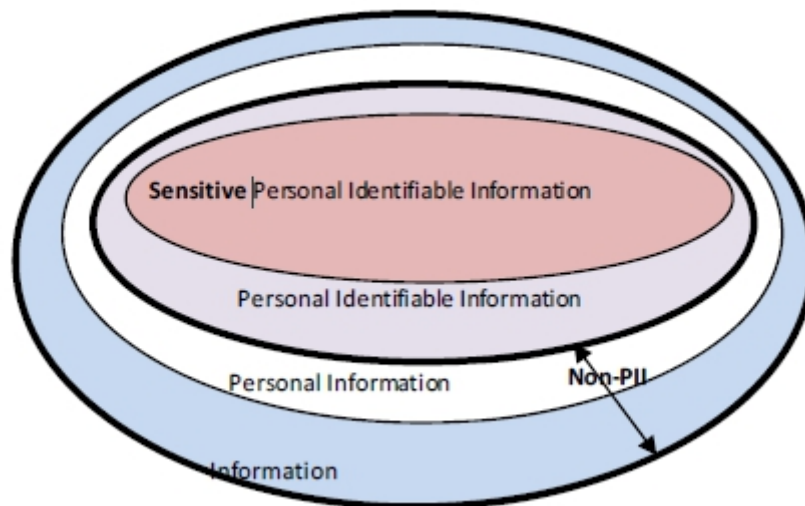 Sensitive Personal Identifiable Information
Personal Identifiable Information
Non-PII
Personal Information
Information